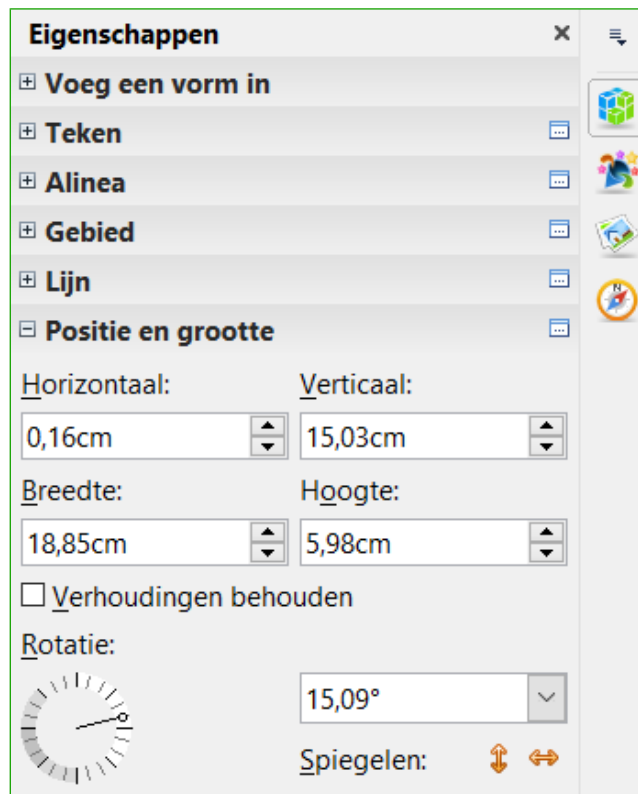 Eigenschappen
Voeg een vorm in
Teken
Alinea
Gebied
Lijn
Positie en grootte
Horizontaal: Verticaal:
0,16cm 15,03cm
Breedte: Hoogte:
18,85cm 5,98cm
Verhoudingen behouden
Rotatie:
15,09°
Spiegelen:
N